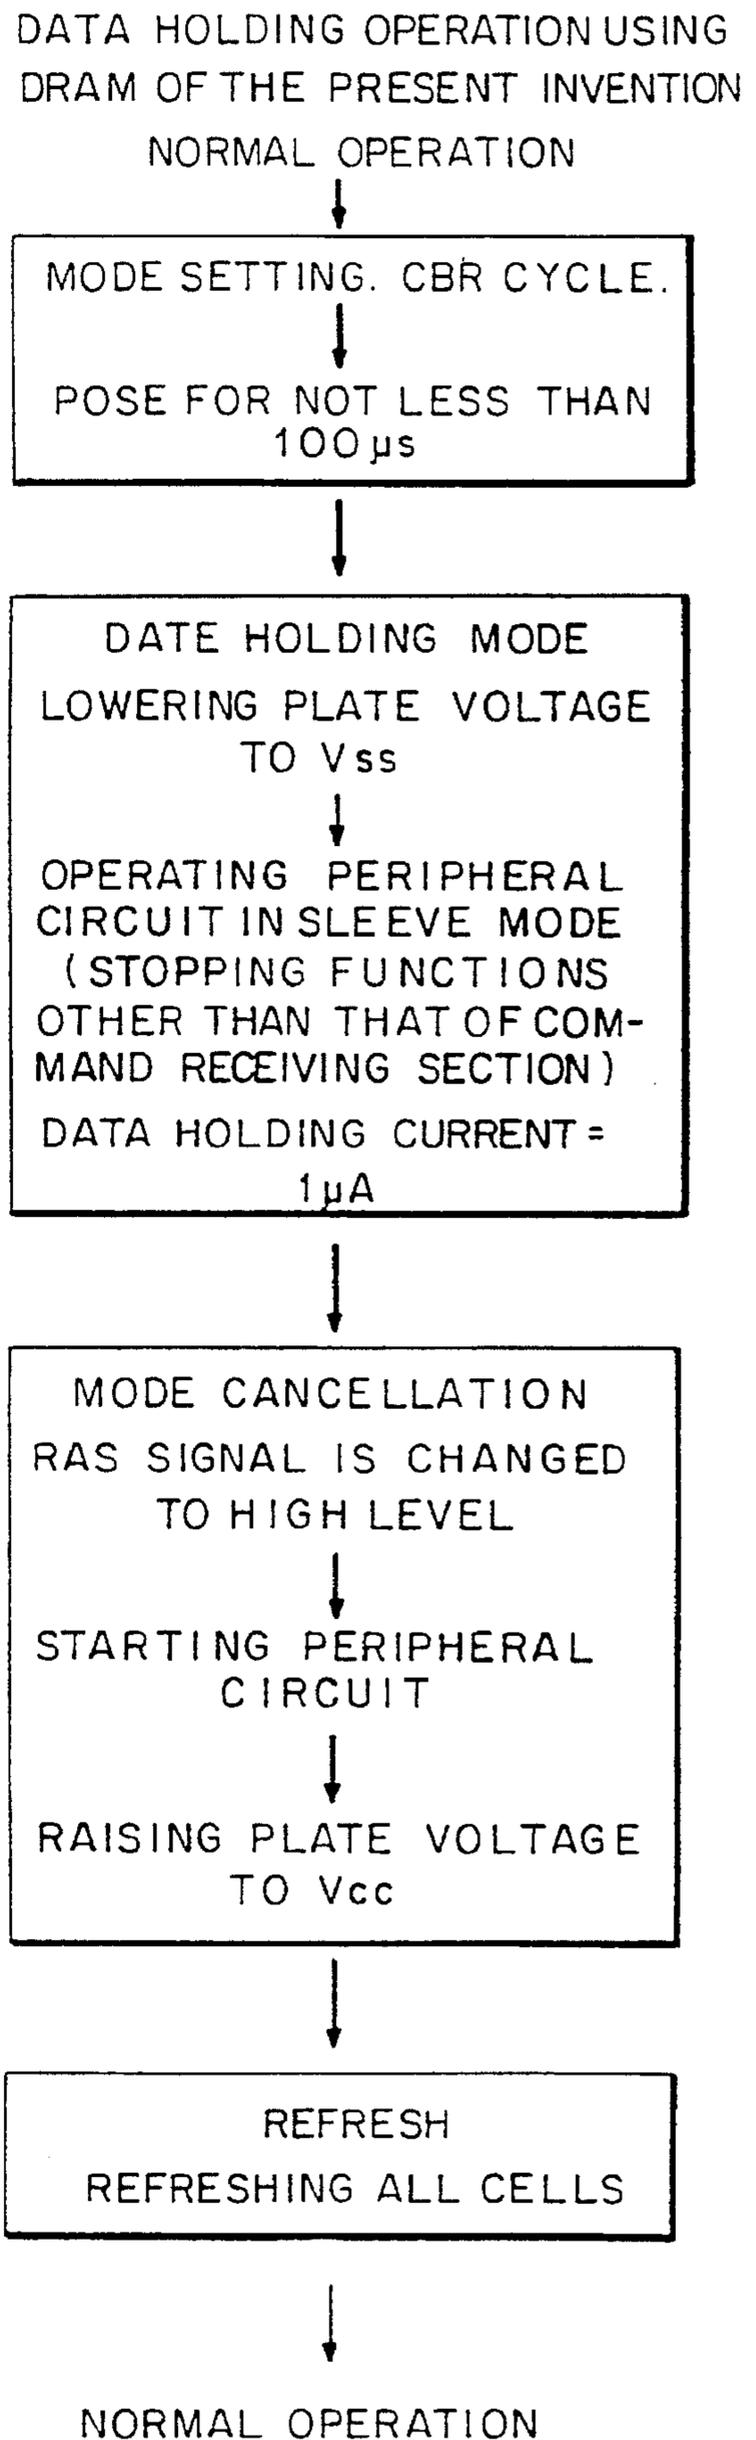 DATA HOLDING OPERATION USING
DRAM OF THE PRESENT INVENTION
NORMAL OPERATION
MODE SETTING. CBR CYCLE.
POSE FOR NOT LESS THAN
100µs
DATE HOLDING MODE
LOWERING PLATE VOLTAGE
TO Vss
OPERATING PERIPHERAL
CIRCUIT IN SLEEVE MODE
(STOPPING FUNCTIONS
OTHER THAN THAT OF COM-
MAND RECEIVING SECTION)
DATA HOLDING CURRENT=
1µA
MODE CANCELLATION
RAS SIGNAL IS CHANGED
TO HIGH LEVEL
STARTING PERIPHERAL
CIRCUIT
RAISING PLATE VOLTAGE
TO Vcc
REFRESH
REFRESHING ALL CELLS
NORMAL OPERATION